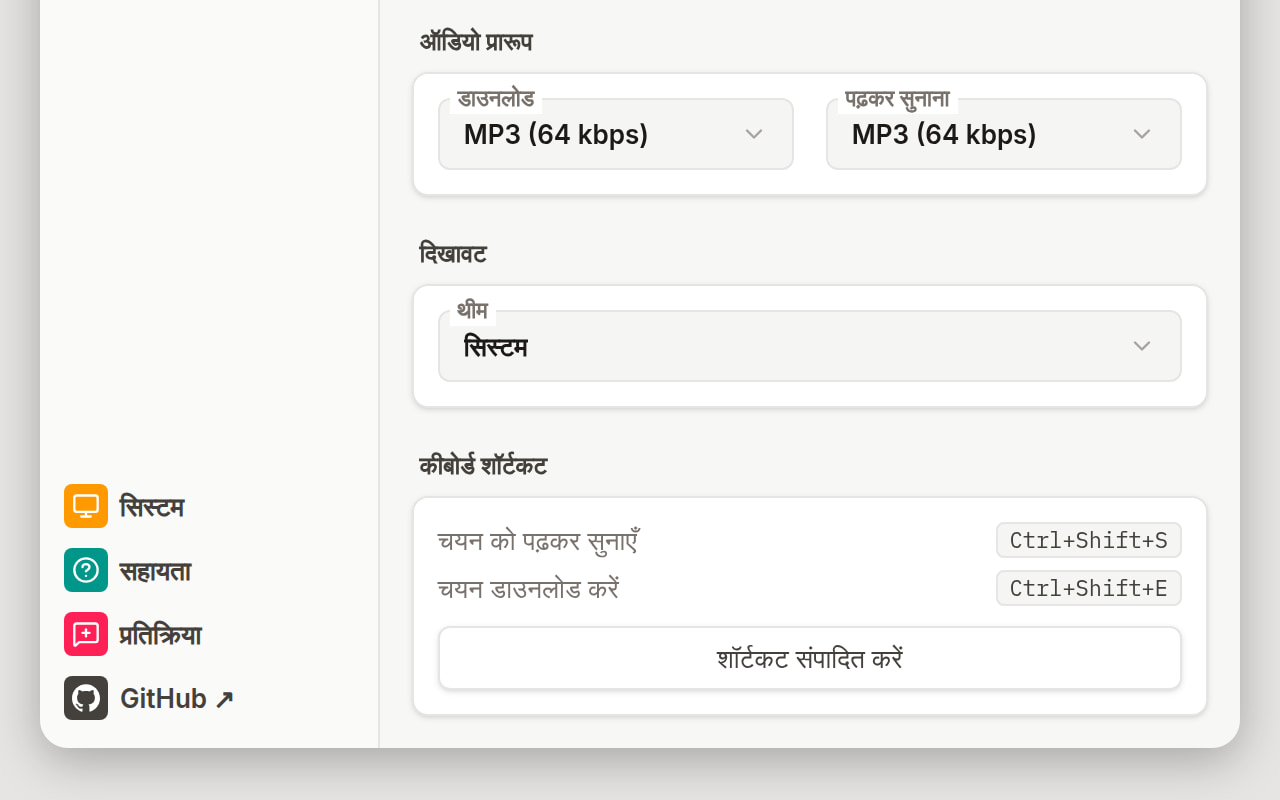 ऑडियो प्रारूप
डाउनलोड
MP3 (64 kbps)
पढ़कर सुनाना
MP3 (64 kbps)
दिखावट
थीम
सिस्टम
कीबोर्ड शॉर्टकट
चयन को पढ़कर सुनाएँ
Ctrl+Shift+S
चयन डाउनलोड करें
Ctrl+Shift+E
शॉर्टकट संपादित करें
सिस्टम
सहायता
प्रतिक्रिया
GitHub ↗